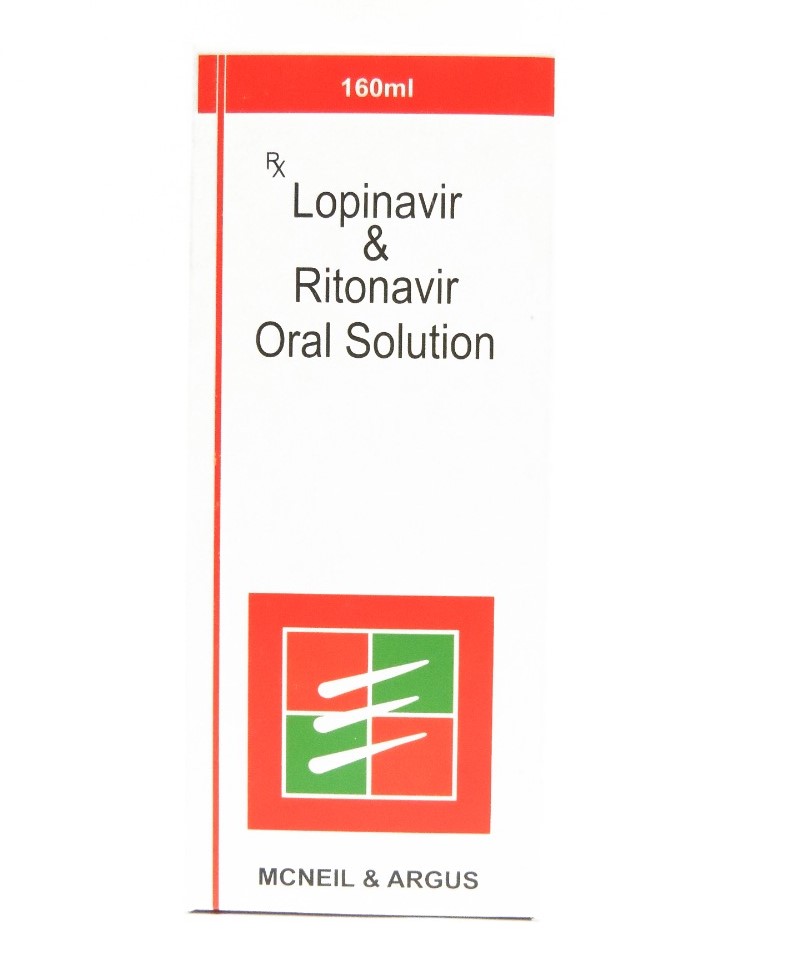 160ml
Rx
Lopinavir
&
Ritonavir
Oral Solution
MCNEIL & ARGUS